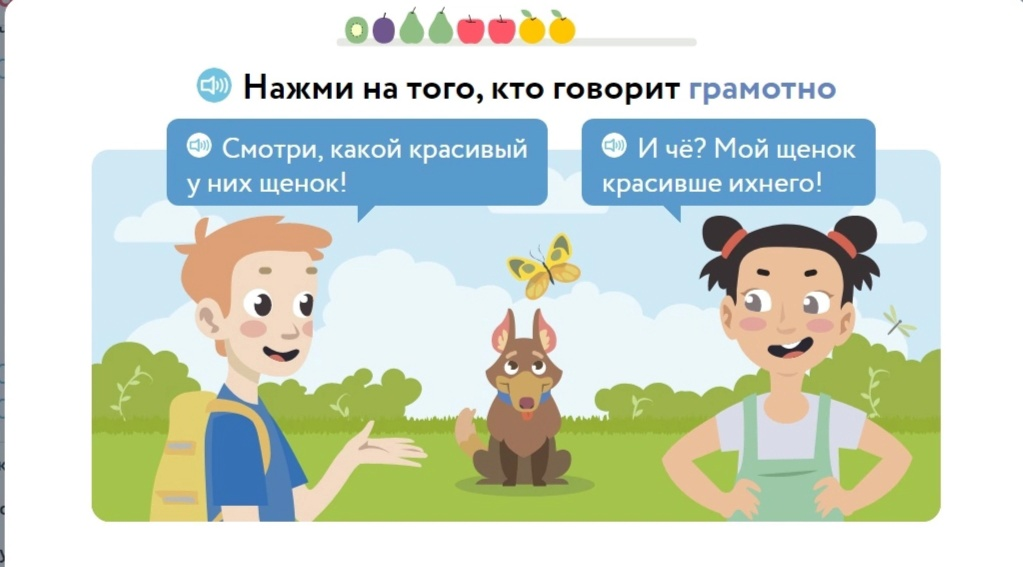 Нажми на того, кто говорит грамотно
Смотри, какой красивый
у них щенок!
И чё? Мой щенок
красивше ихнего!